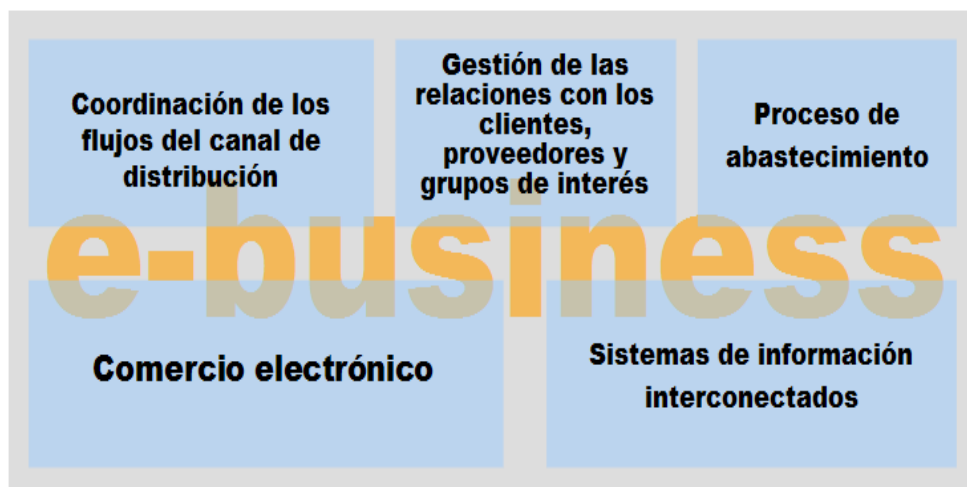 Coordinación de los
flujos del canal de
distribución
Gestión de las
relaciones con los
clientes,
proveedores y
grupos de interés
Proceso de
abastecimiento
e-business
Comercio electrónico
Sistemas de información
interconectados